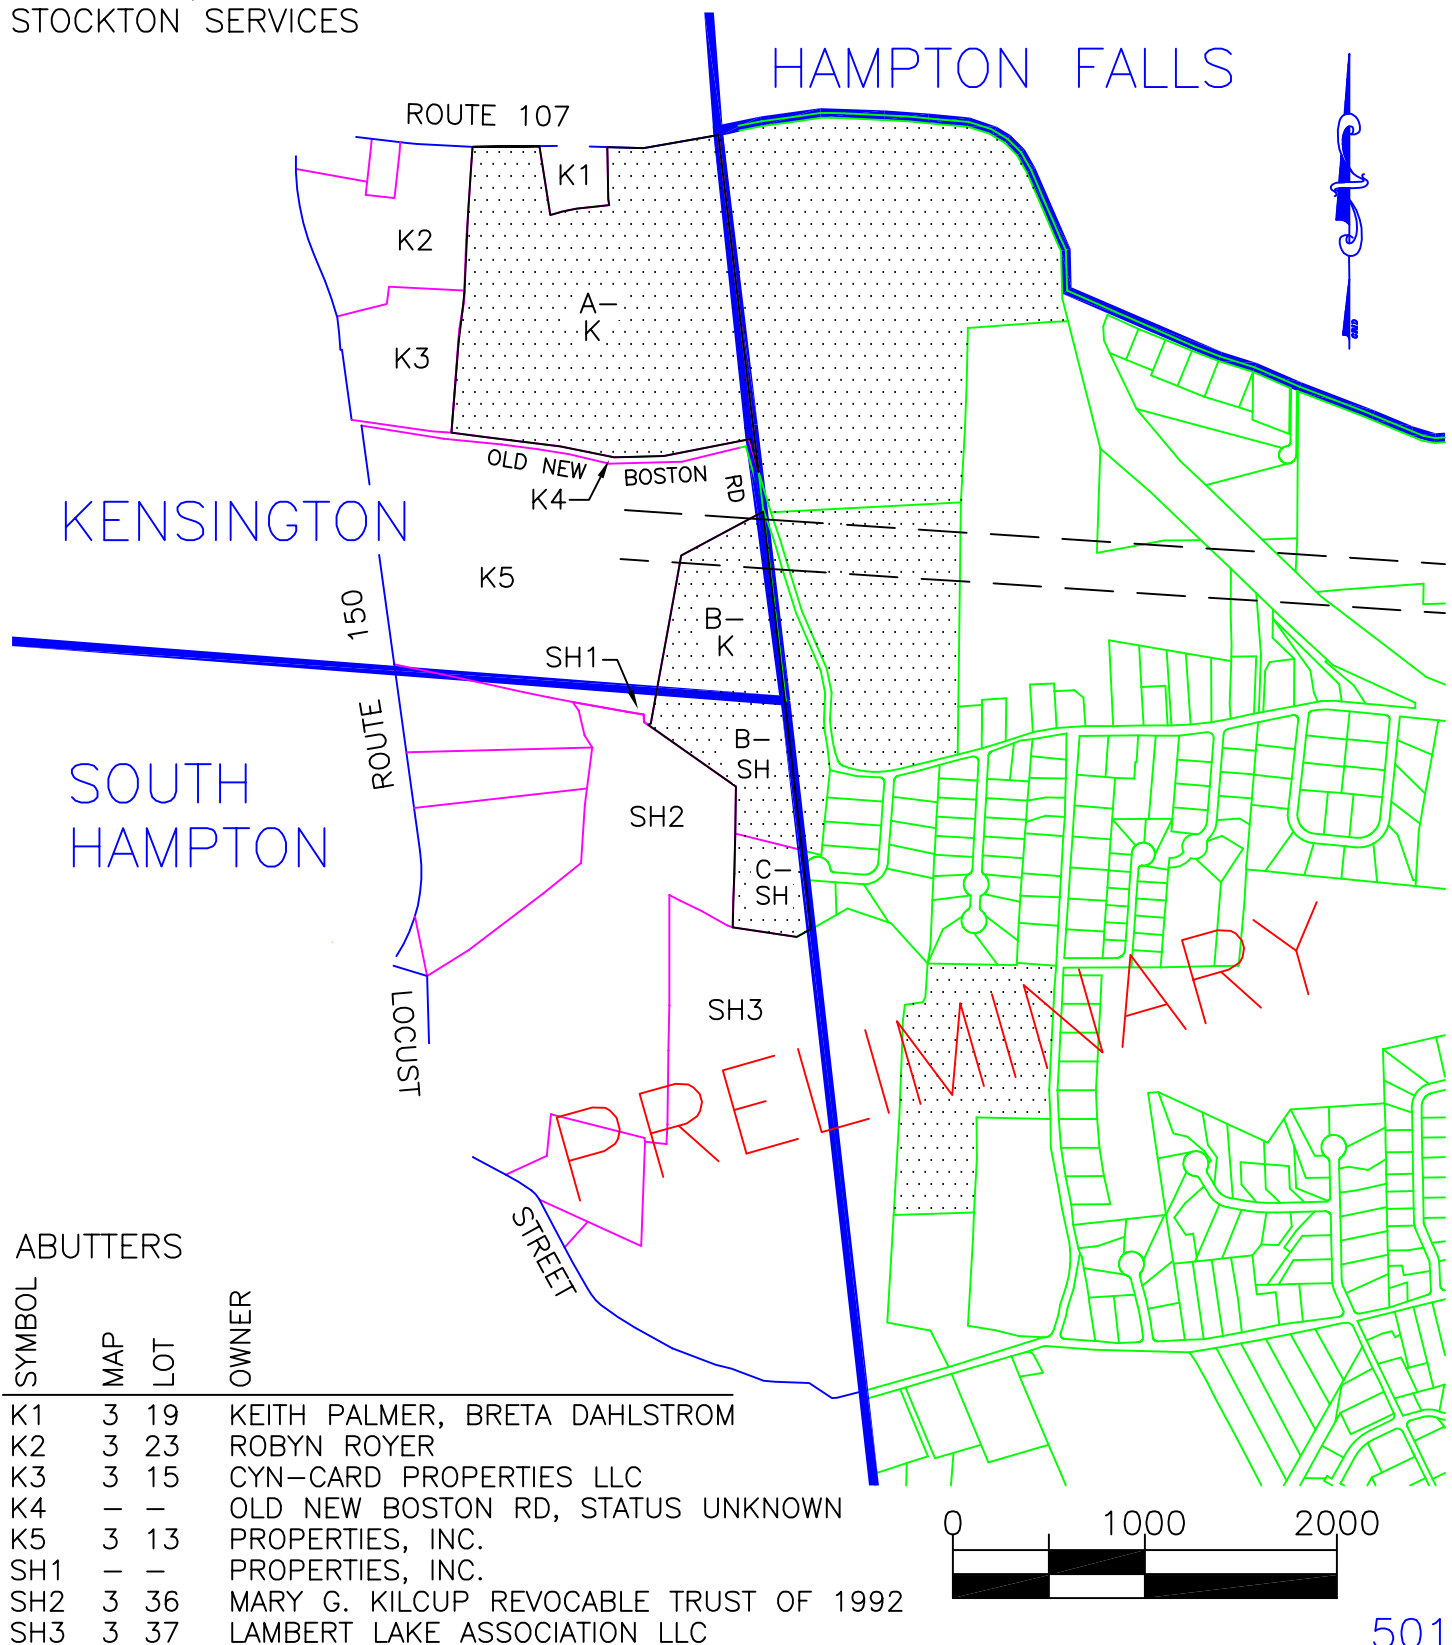 STOCKTON SERVICES
HAMPTON FALLS
ROUTE 107
K1
K2
A-
K
K3
GRID
OLD NEW BOSTON RD
K4
KENSINGTON
K5
B-
K
ROUTE 150
SH1
SOUTH
HAMPTON
B-
SH
SH2
C-
SH
SH3
LOCUST STREET
PRELIMINARY
ABUTTERS
SYMBOL MAP LOT OWNER
K1 3 19 KEITH PALMER, BRETA DAHLSTROM
K2 3 23 ROBYN ROYER
K3 3 15 CYN-CARD PROPERTIES LLC
K4 - - OLD NEW BOSTON RD, STATUS UNKNOWN
K5 3 13 PROPERTIES, INC.
SH1 - - PROPERTIES, INC.
SH2 3 36 MARY G. KILCUP REVOCABLE TRUST OF 1992
SH3 3 37 LAMBERT LAKE ASSOCIATION LLC
0 1000 2000
501